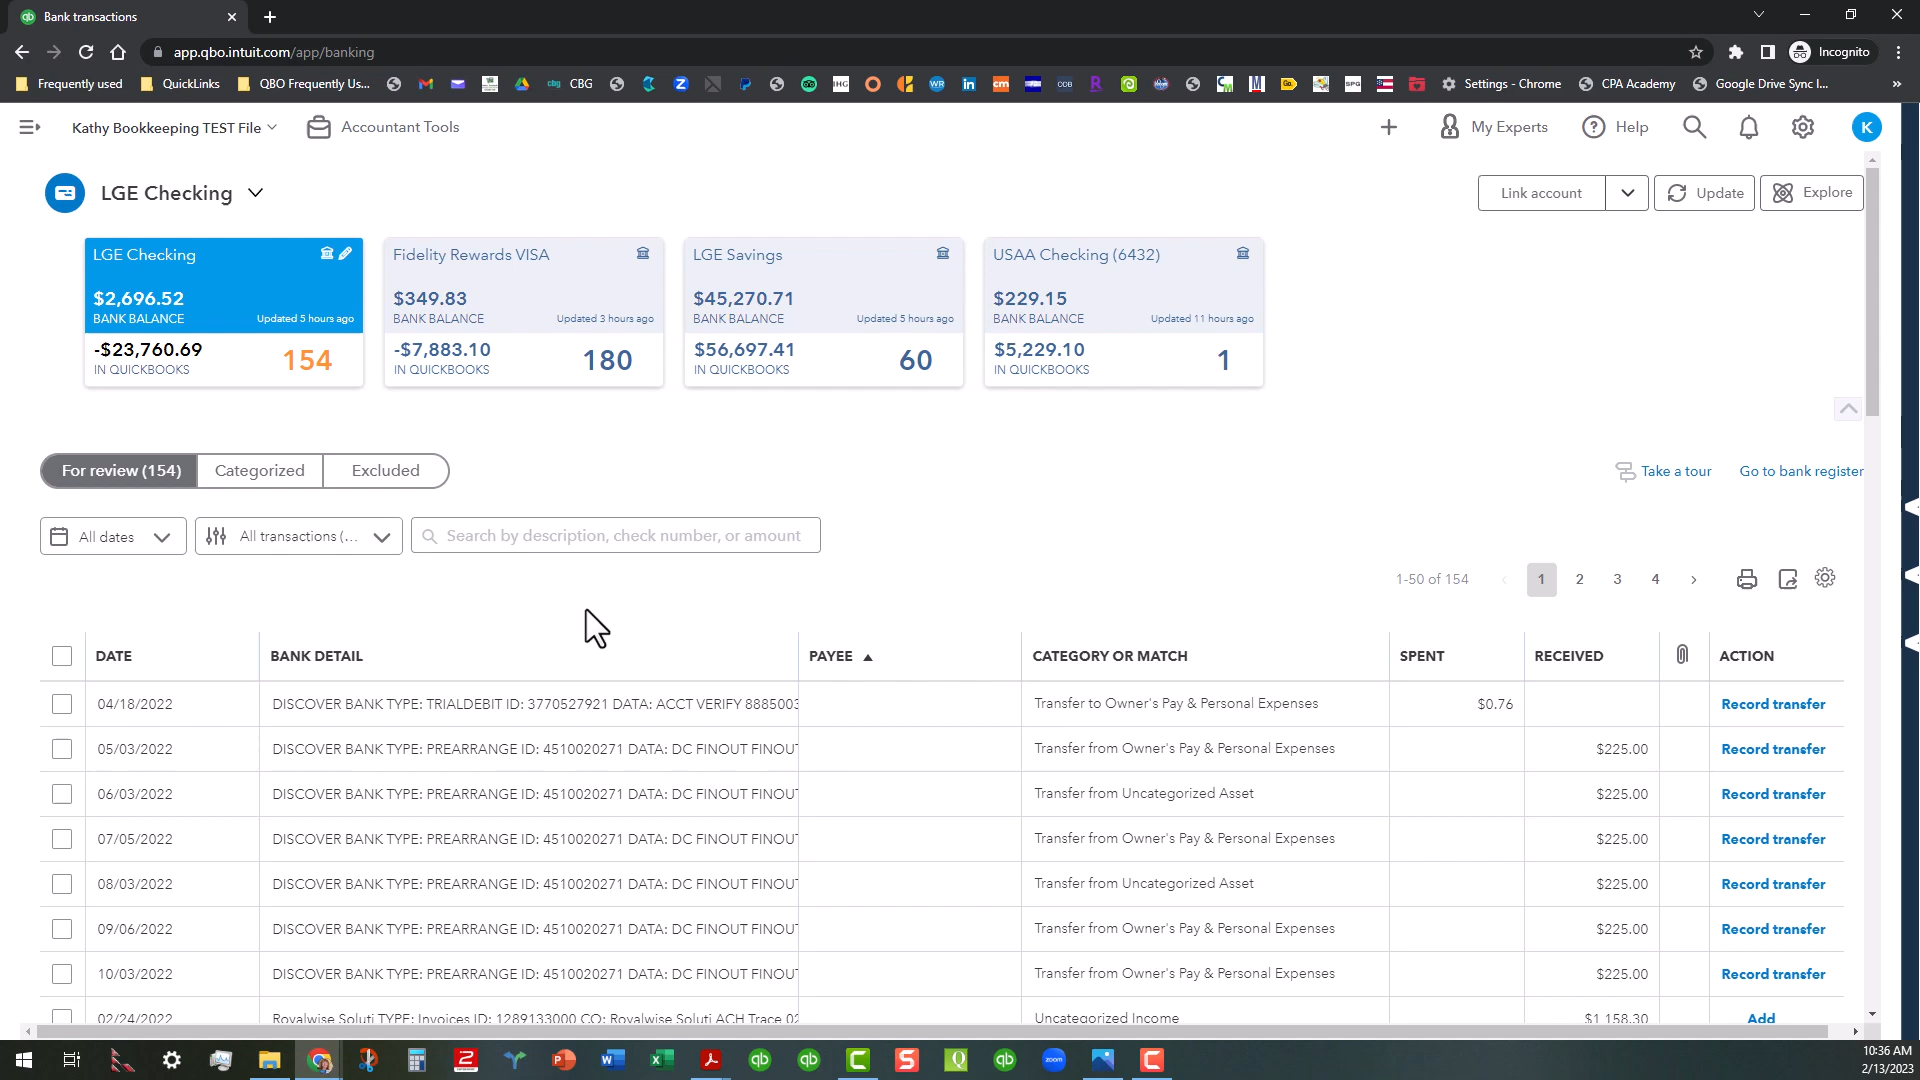 Bank transactions
app.qbo.intuit.com/app/banking
Incognito
Frequently used
QuickLinks
QBO Frequently Us...
CBG
Settings - Chrome
CPA Academy
Google Drive Sync I...
»
Kathy Bookkeeping TEST File
Accountant Tools
My Experts
Help
K
LGE Checking
Link account
Update
Explore
LGE Checking
$2,696.52
BANK BALANCE
Updated 5 hours ago
-$23,760.69
IN QUICKBOOKS
154
Fidelity Rewards VISA
$349.83
BANK BALANCE
Updated 3 hours ago
-$7,883.10
IN QUICKBOOKS
180
LGE Savings
$45,270.71
BANK BALANCE
Updated 5 hours ago
$56,697.41
IN QUICKBOOKS
60
USAA Checking (6432)
$229.15
BANK BALANCE
Updated 11 hours ago
$5,229.10
IN QUICKBOOKS
1
For review (154)
Categorized
Excluded
Take a tour
Go to bank register
All dates
All transactions (...
Search by description, check number, or amount
1-50 of 154
1
2
3
4
DATE BANK DETAIL PAYEE CATEGORY OR MATCH SPENT RECEIVED ACTION
04/18/2022 DISCOVER BANK TYPE: TRIALDEBIT ID: 3770527921 DATA: ACCT VERIFY 8885003 Transfer to Owner's Pay & Personal Expenses $0.76 Record transfer
05/03/2022 DISCOVER BANK TYPE: PREARRANGE ID: 4510020271 DATA: DC FINOUT FINOUT Transfer from Owner's Pay & Personal Expenses $225.00 Record transfer
06/03/2022 DISCOVER BANK TYPE: PREARRANGE ID: 4510020271 DATA: DC FINOUT FINOUT Transfer from Uncategorized Asset $225.00 Record transfer
07/05/2022 DISCOVER BANK TYPE: PREARRANGE ID: 4510020271 DATA: DC FINOUT FINOUT Transfer from Owner's Pay & Personal Expenses $225.00 Record transfer
08/03/2022 DISCOVER BANK TYPE: PREARRANGE ID: 4510020271 DATA: DC FINOUT FINOUT Transfer from Uncategorized Asset $225.00 Record transfer
09/06/2022 DISCOVER BANK TYPE: PREARRANGE ID: 4510020271 DATA: DC FINOUT FINOUT Transfer from Owner's Pay & Personal Expenses $225.00 Record transfer
10/03/2022 DISCOVER BANK TYPE: PREARRANGE ID: 4510020271 DATA: DC FINOUT FINOUT Transfer from Owner's Pay & Personal Expenses $225.00 Record transfer
02/24/2022 Royalwise Soluti TYPE: Invoices ID: 1289133000 CO: Royalwise Soluti ACH Trace 02 Uncategorized Income $1,158.30 Add
10:36 AM
2/13/2023